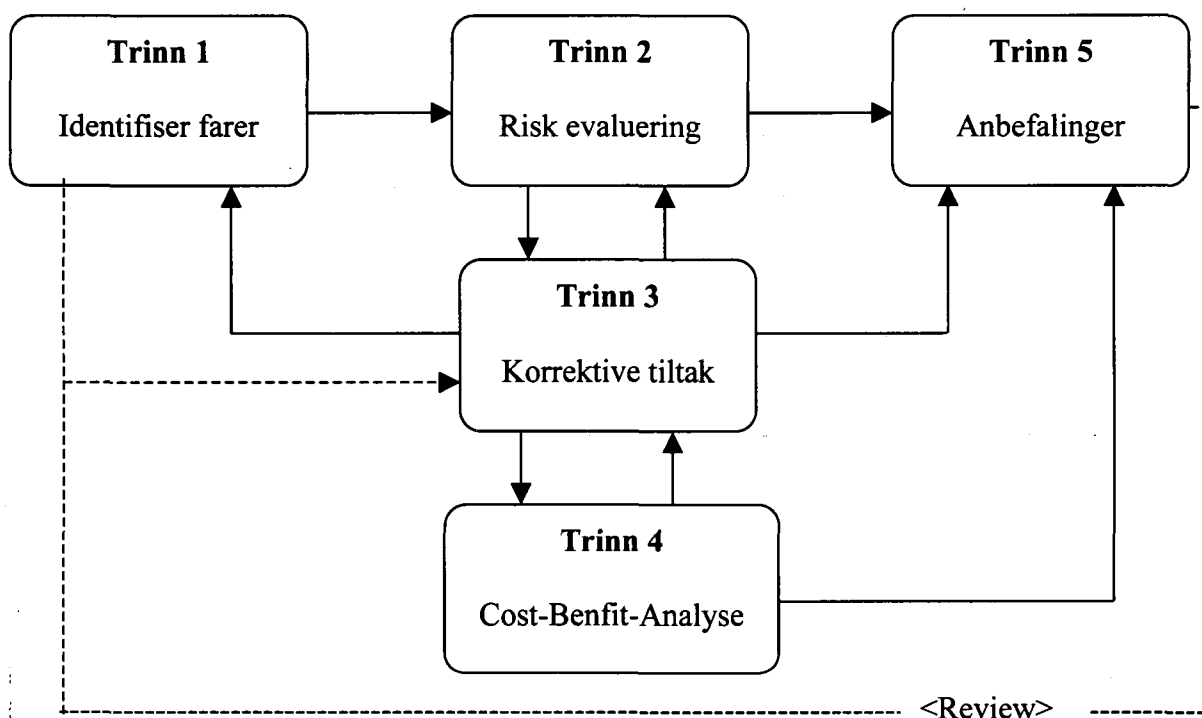 Trinn 1
Identifiser farer
Trinn 2
Risk evaluering
Trinn 5
Anbefalinger
Trinn 3
Korrektive tiltak
Trinn 4
Cost-Benfit-Analyse
<Review>